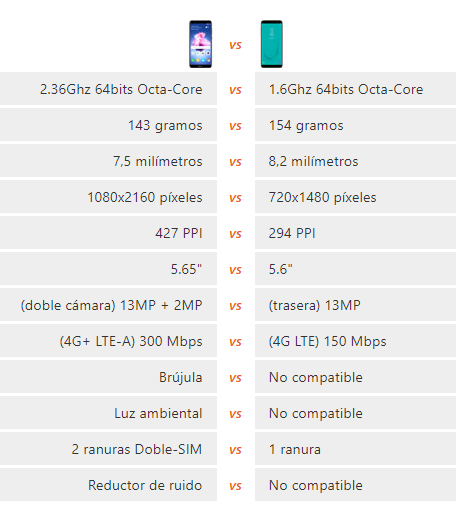 vs
2.36Ghz 64bits Octa-Core vs 1.6Ghz 64bits Octa-Core
143 gramos vs 154 gramos
7,5 milímetros vs 8,2 milímetros
1080x2160 píxeles vs 720x1480 píxeles
427 PPI vs 294 PPI
5.65" vs 5.6"
(doble cámara) 13MP + 2MP vs (trasera) 13MP
(4G+ LTE-A) 300 Mbps vs (4G LTE) 150 Mbps
Brújula vs No compatible
Luz ambiental vs No compatible
2 ranuras Doble-SIM vs 1 ranura
Reductor de ruido vs No compatible